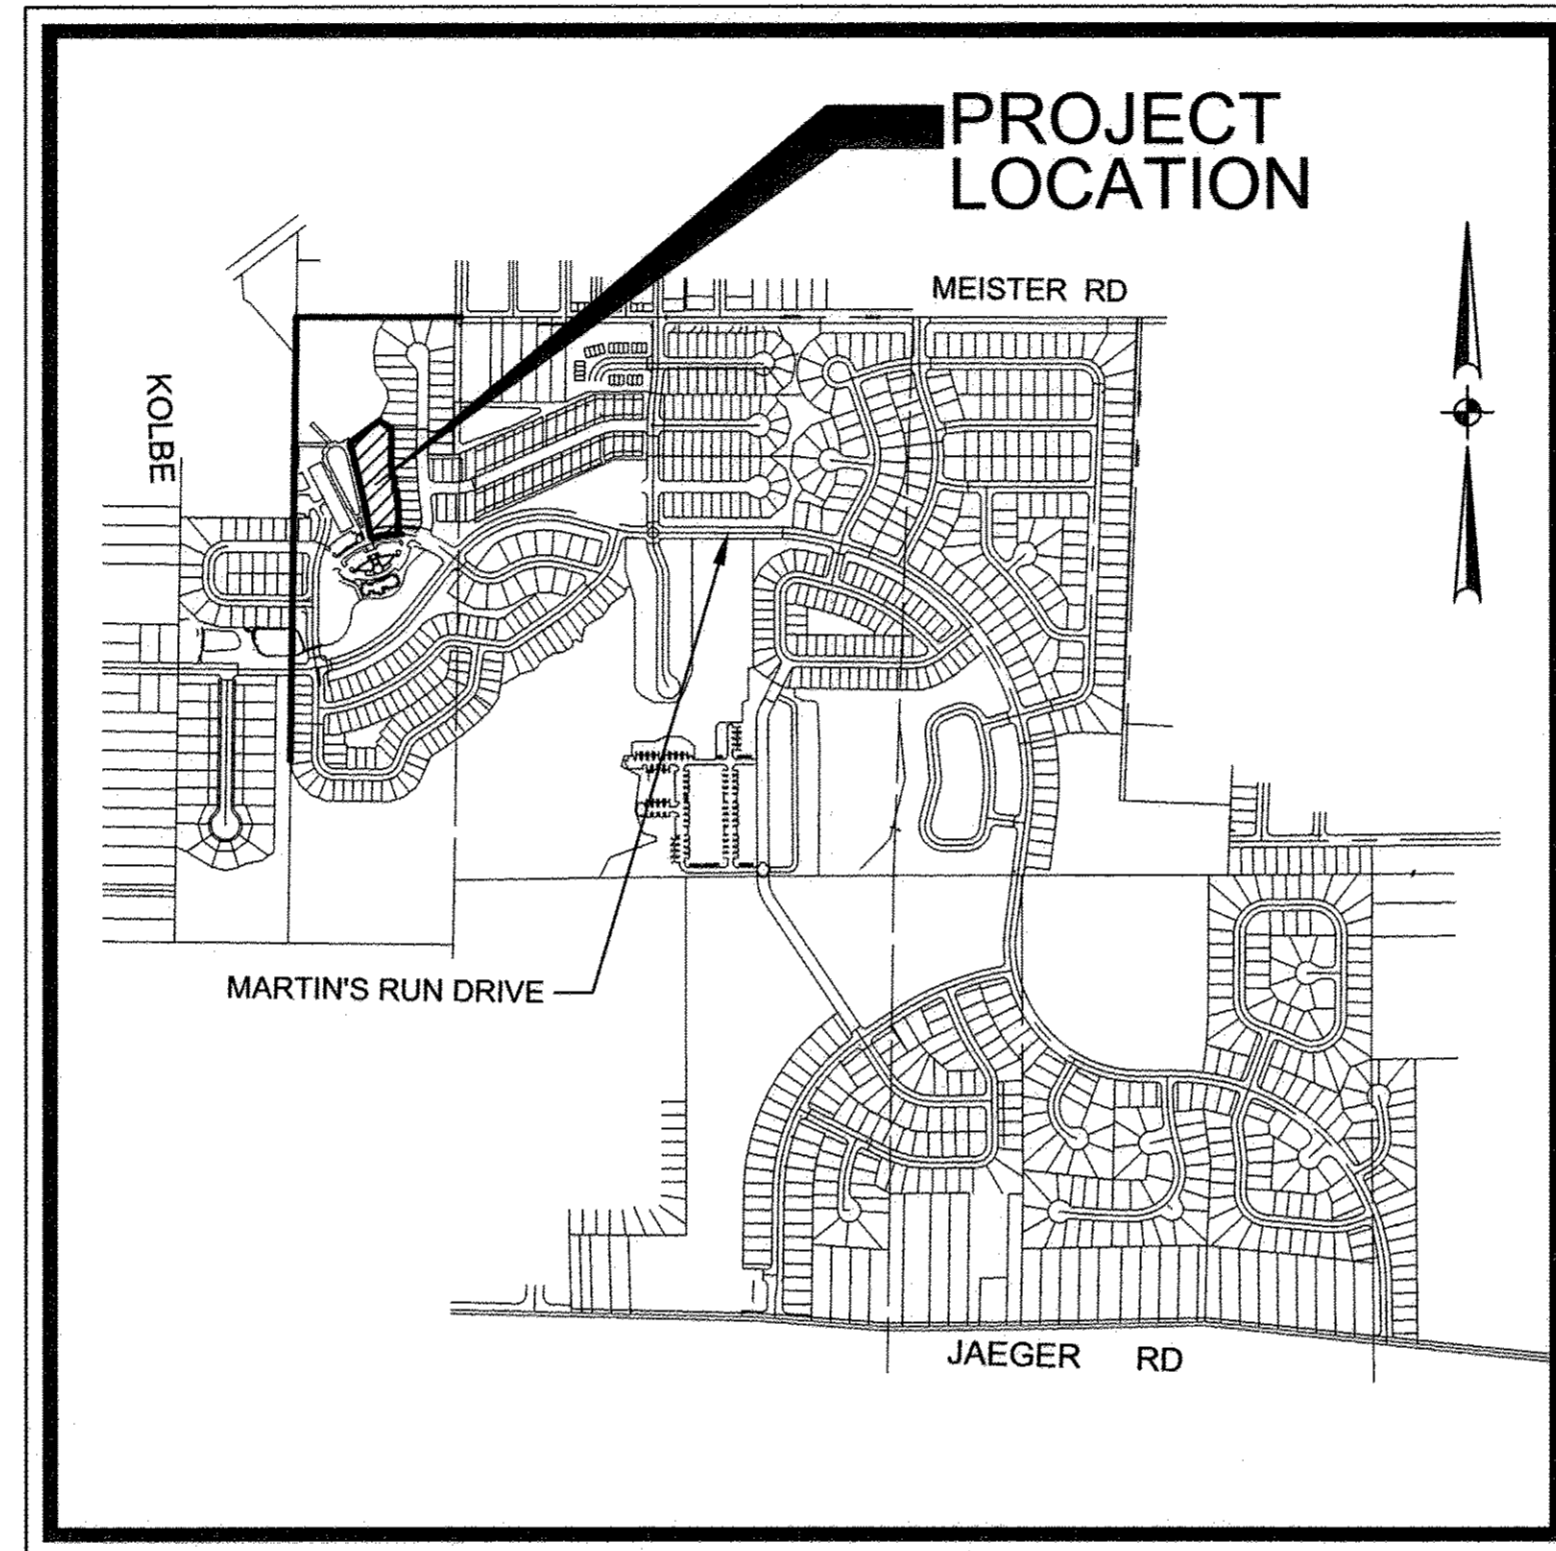 PROJECT
LOCATION
MEISTER RD
KOLBE
MARTIN'S RUN DRIVE
JAEGER RD